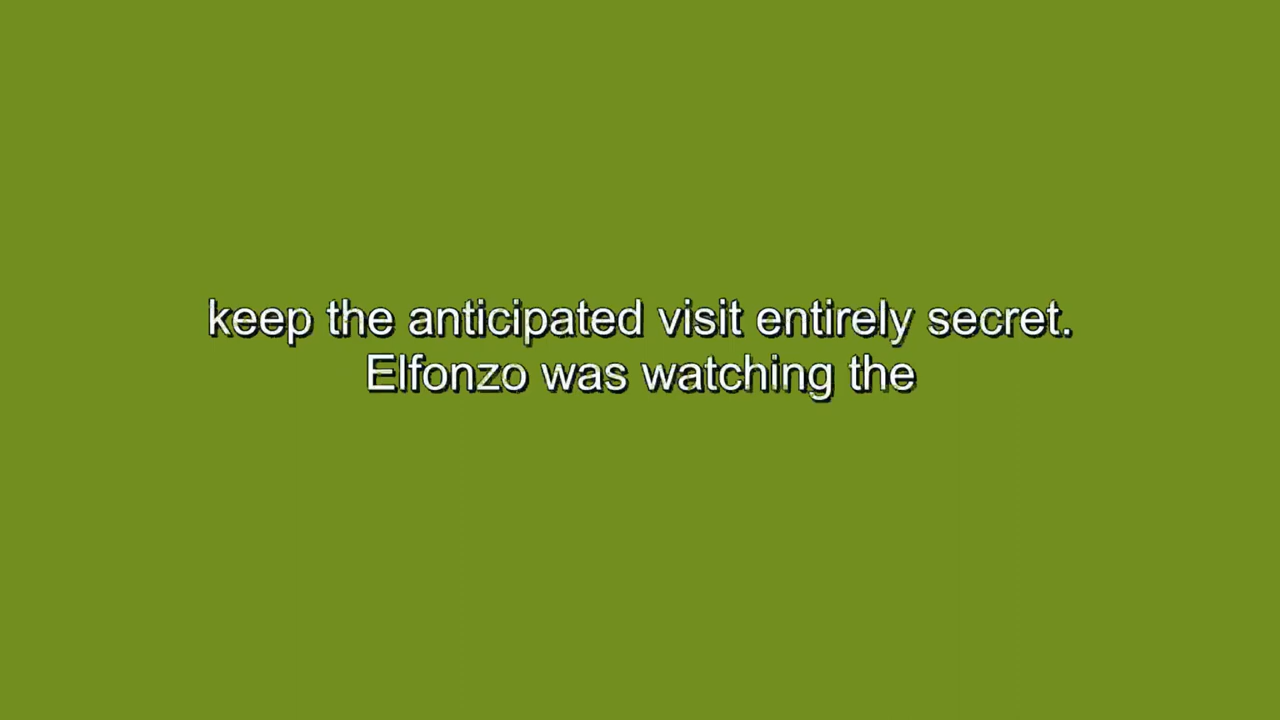 keep the anticipated visit entirely secret.
Elfonzo was watching the